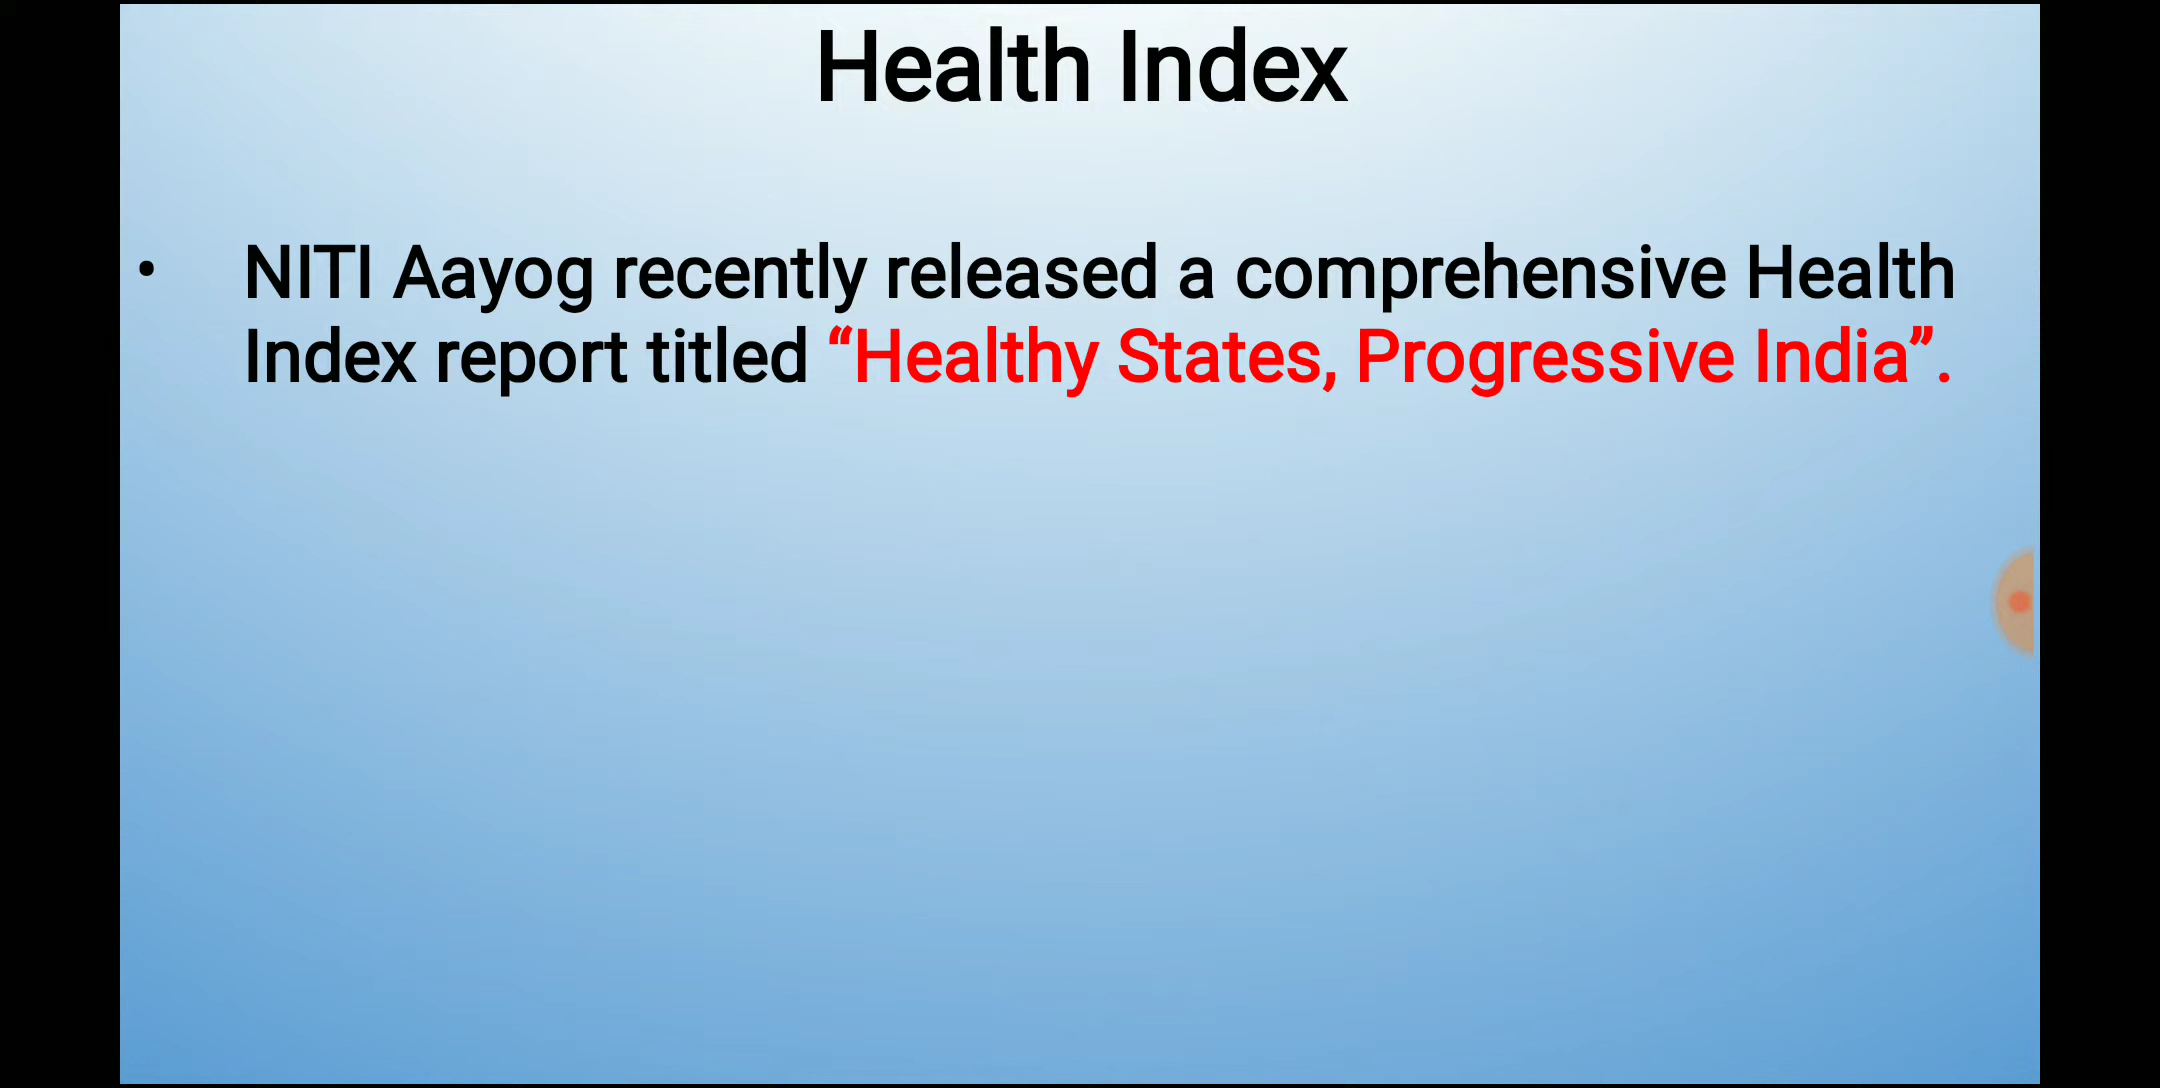 Health Index
• NITI Aayog recently released a comprehensive Health
Index report titled “Healthy States, Progressive India”.